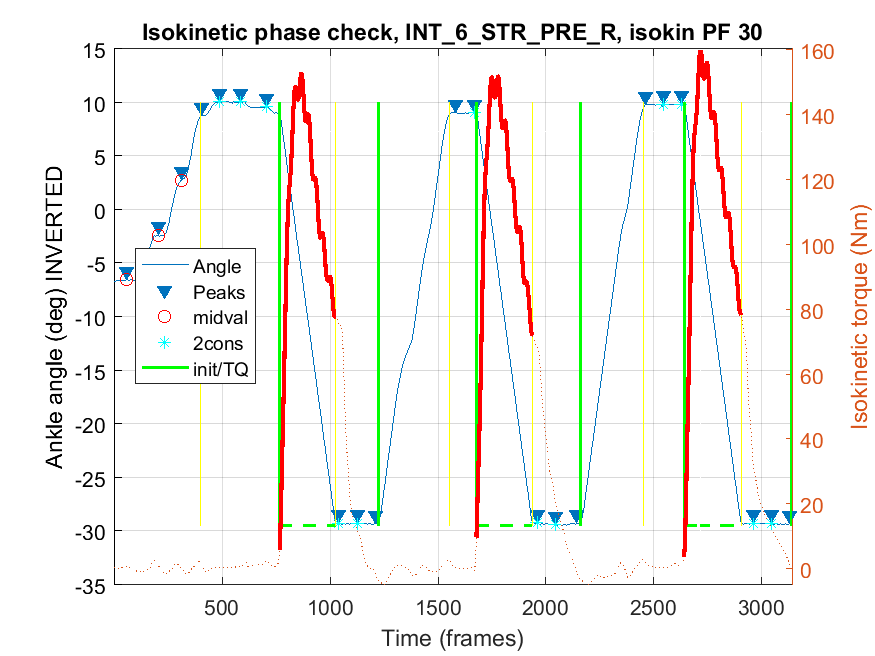 Isokinetic phase check, INT_6_STR_PRE_R, isokin PF 30
15
10
5
0
-5
-10
-15
-20
-25
-30
-35
Ankle angle (deg) INVERTED
Angle
Peaks
midval
2cons
init/TQ
160
140
120
100
80
60
40
20
0
Isokinetic torque (Nm)
500
1000
1500
2000
2500
3000
Time (frames)